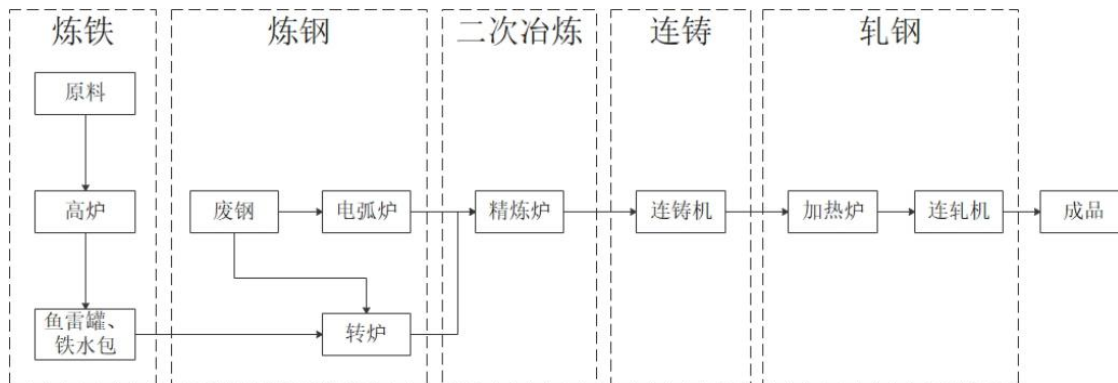 炼铁
炼钢
二次冶炼
连铸
轧钢
原料
高炉
废钢
电弧炉
精炼炉
连铸机
加热炉
连轧机
成品
鱼雷罐、
铁水包
转炉